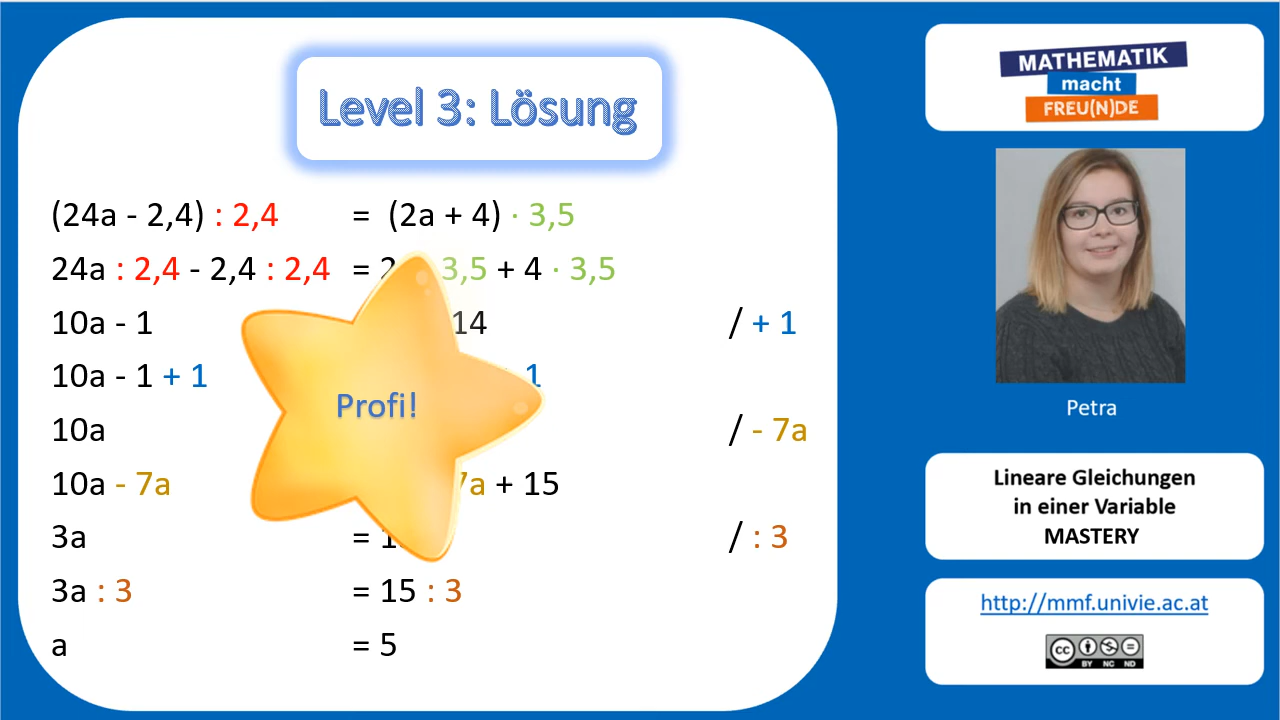 Level 3: Lösung
(24a - 2,4) : 2,4 = (2a + 4) · 3,5
24a : 2,4 - 2,4 : 2,4 = 2 3,5 + 4 · 3,5
10a - 1 14 / + 1
10a - 1 + 1 1
10a / - 7a
10a - 7a 7a + 15
3a = / : 3
3a : 3 = 15 : 3
a = 5
Profi!
MATHEMATIK
macht
FREU(N)DE
Petra
Lineare Gleichungen
in einer Variable
MASTERY
http://mmf.univie.ac.at
cc
BY NC ND